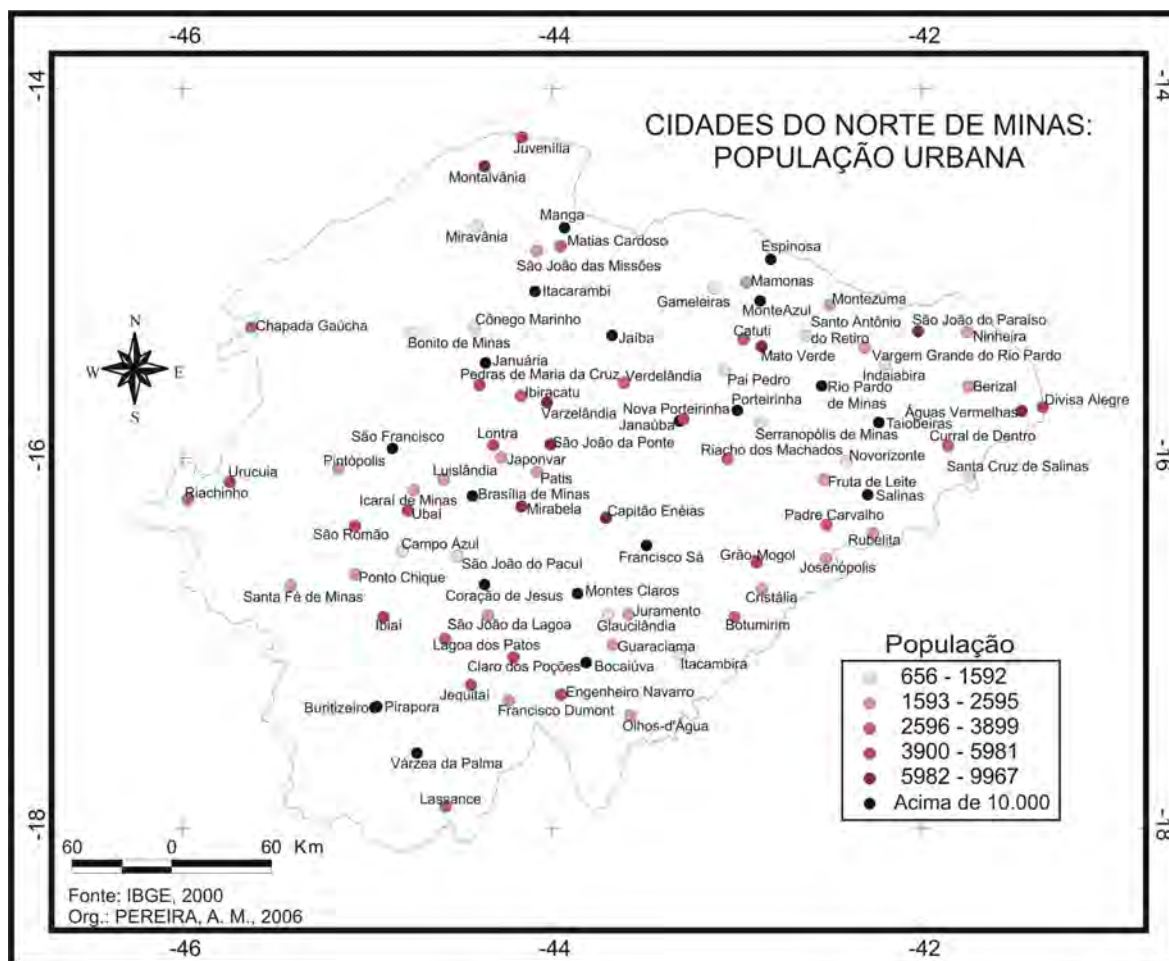 -46
-44
-42
-14
-14
CIDADES DO NORTE DE MINAS:
POPULAÇÃO URBANA
Juvenília
Montalvânia
Manga
Miravânia
Matias Cardoso
São João das Missões
Espinosa
Mamonas
Itacarambi
Gameleiras
MonteAzul
Montezuma
Chapada Gaúcha
Cônego Marinho
Bonito de Minas
Jaíba
Catuti
Santo Antônio
do Retiro
São João do Paraíso
Ninheira
Mato Verde
Vargem Grande do Rio Pardo
Januária
Indaiabira
Pedras de Maria da Cruz
Verdelândia
Pai Pedro
Ibiracatu
Rio Pardo
de Minas
Berizal
Varzelândia
Nova Porteirinha
Porteirinha
Águas Vermelhas
Divisa Alegre
Janaúba
Taiobeiras
São Francisco
Lontra
São João da Ponte
Serranópolis de Minas
Curral de Dentro
Riacho dos Machados
Novorizonte
-16
-16
Pintópolis
Japonvar
Santa Cruz de Salinas
Urucuia
Luislândia
Patis
Fruta de Leite
Riachinho
Icaraí de Minas
Brasília de Minas
Salinas
Ubaí
Mirabela
Capitão Enéias
Padre Carvalho
São Romão
Rubelita
Campo Azul
São João do Pacuí
Francisco Sá
Grão-Mogol
Josenópolis
Ponto Chique
Santa Fé de Minas
Coração de Jesus
Montes Claros
Cristália
Ibiaí
São João da Lagoa
Juramento
Glaucilândia
Botumirim
Lagoa dos Patos
Guaraciama
Claro dos Poções
Bocaiúva
Itacambira
Jequitaí
Engenheiro Navarro
Buritizeiro
Pirapora
Francisco Dumont
Olhos-d'Água
Várzea da Palma
Lassance
N
W
E
S
População
656 - 1592
1593 - 2595
2596 - 3899
3900 - 5981
5982 - 9967
Acima de 10.000
-18
-18
60 0 60 Km
Fonte: IBGE, 2000
Org.: PEREIRA, A. M., 2006
-46
-44
-42